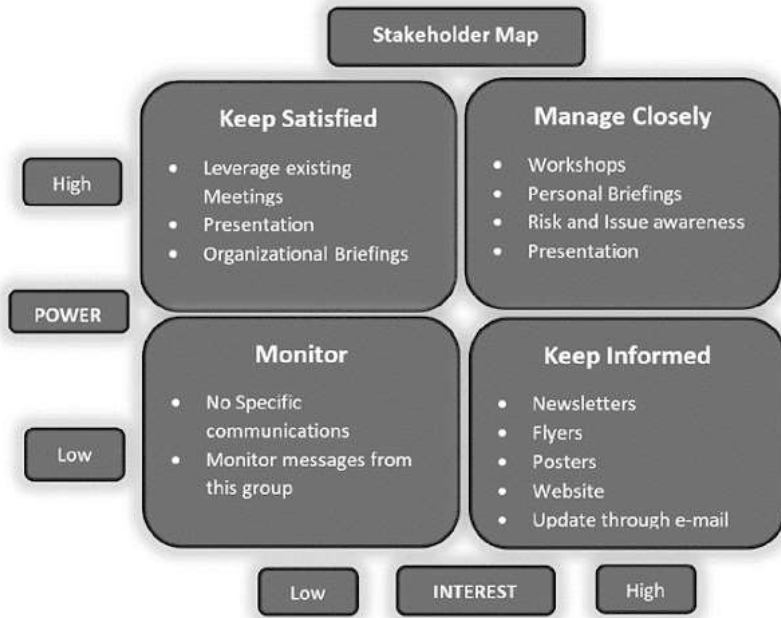 Stakeholder Map
Keep Satisfied
• Leverage existing
Meetings
• Presentation
• Organizational Briefings
Manage Closely
• Workshops
• Personal Briefings
• Risk and Issue awareness
• Presentation
High
POWER
Monitor
• No Specific
communications
• Monitor messages from
this group
Keep Informed
• Newsletters
• Flyers
• Posters
• Website
• Update through e-mail
Low
Low
INTEREST
High